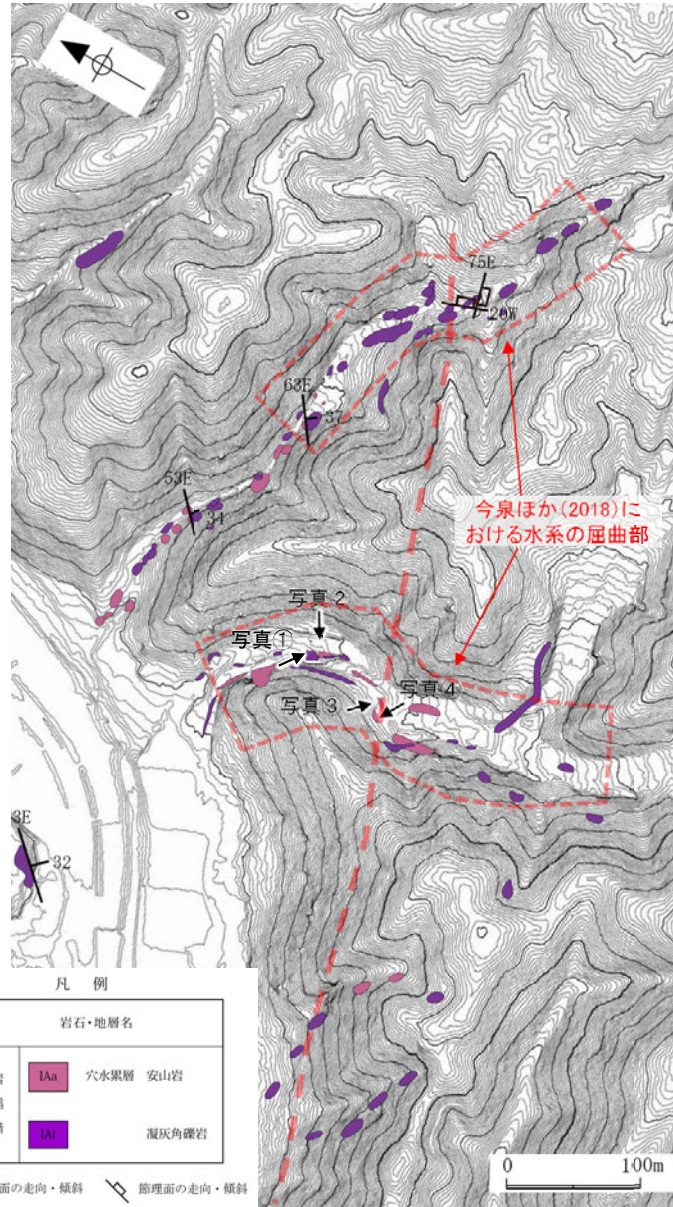 75E
20W
63E
37
53E
34
今泉ほか(2018)に
おける水系の屈曲部
写真2
写真①
写真3
写真4
3E
32
凡 例
岩石・地層名
IAa 穴水累層 安山岩
IAt 凝灰角礫岩
面の走向・傾斜
節理面の走向・傾斜
0 100m